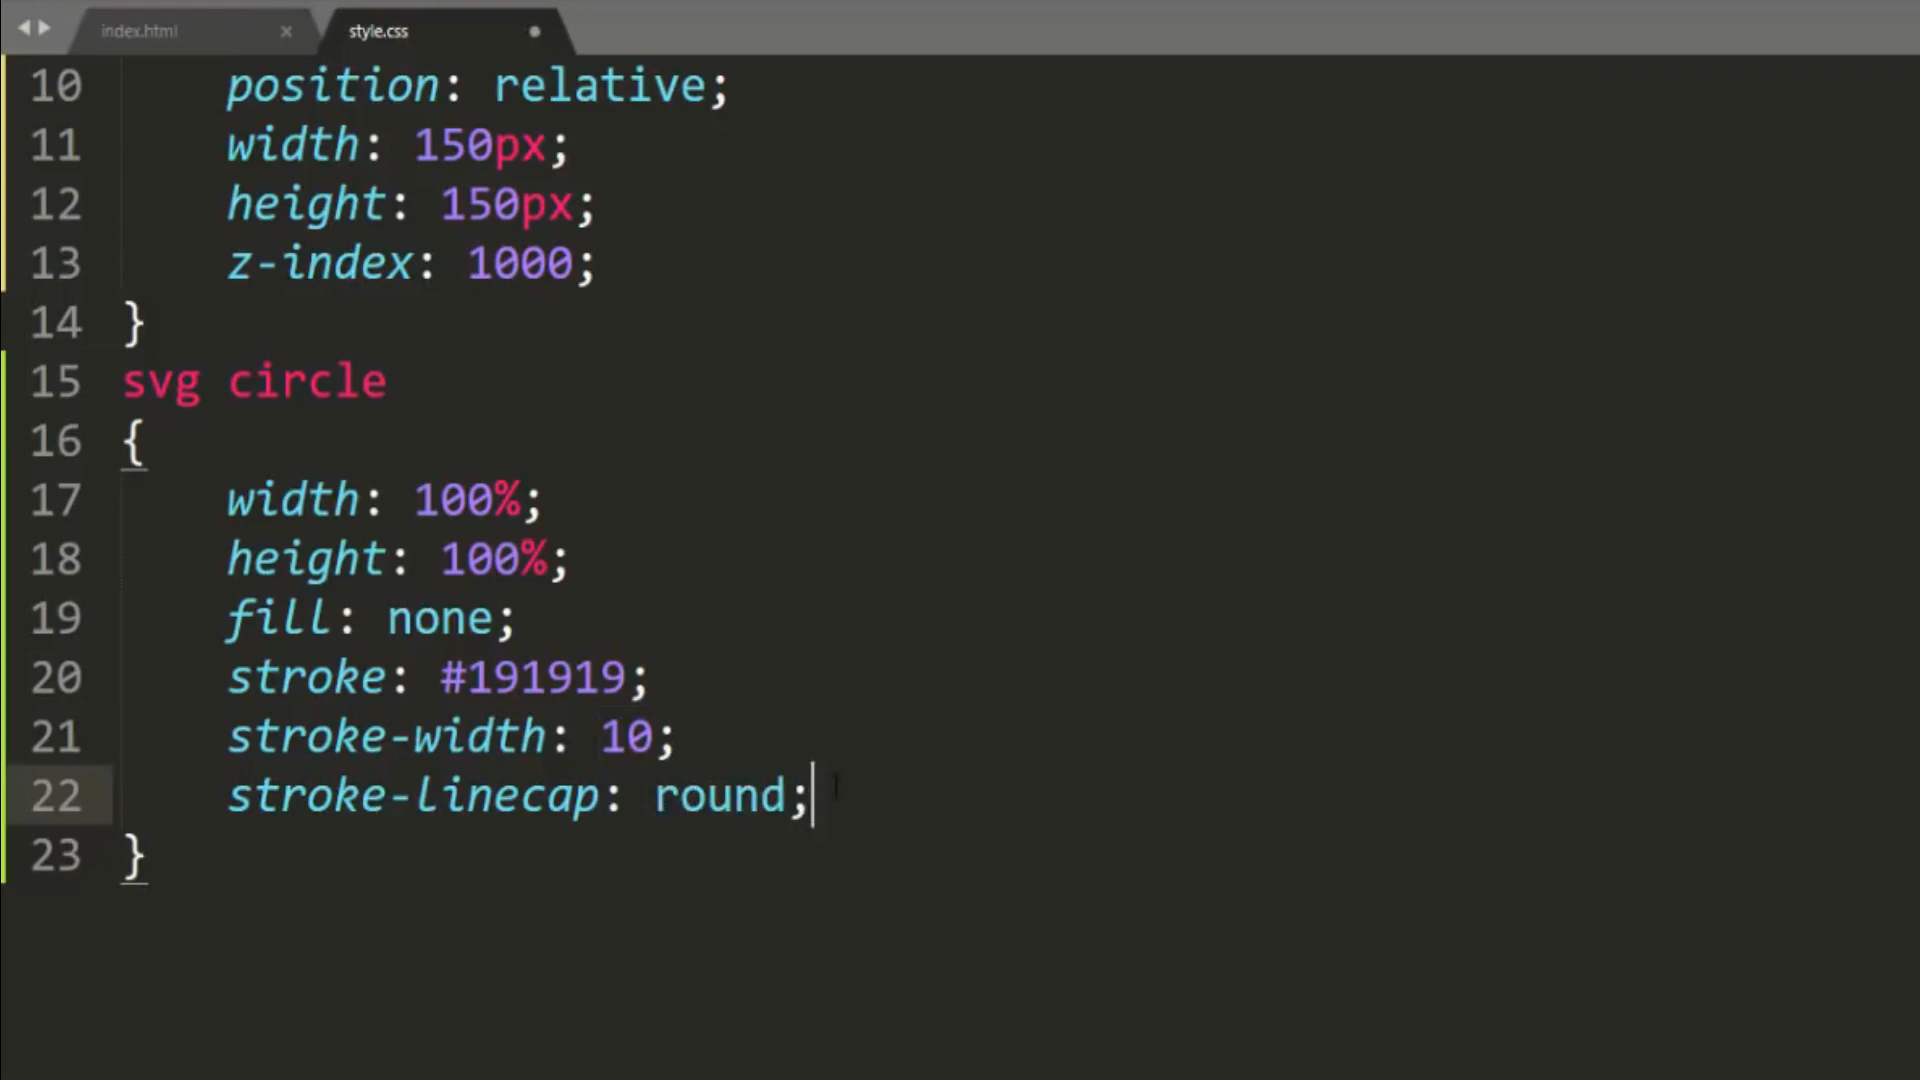 index.html × style.css
10 position: relative;
11 width: 150px;
12 height: 150px;
13 z-index: 1000;
14 }
15 svg circle
16 {
17 width: 100%;
18 height: 100%;
19 fill: none;
20 stroke: #191919;
21 stroke-width: 10;
22 stroke-linecap: round;
23 }